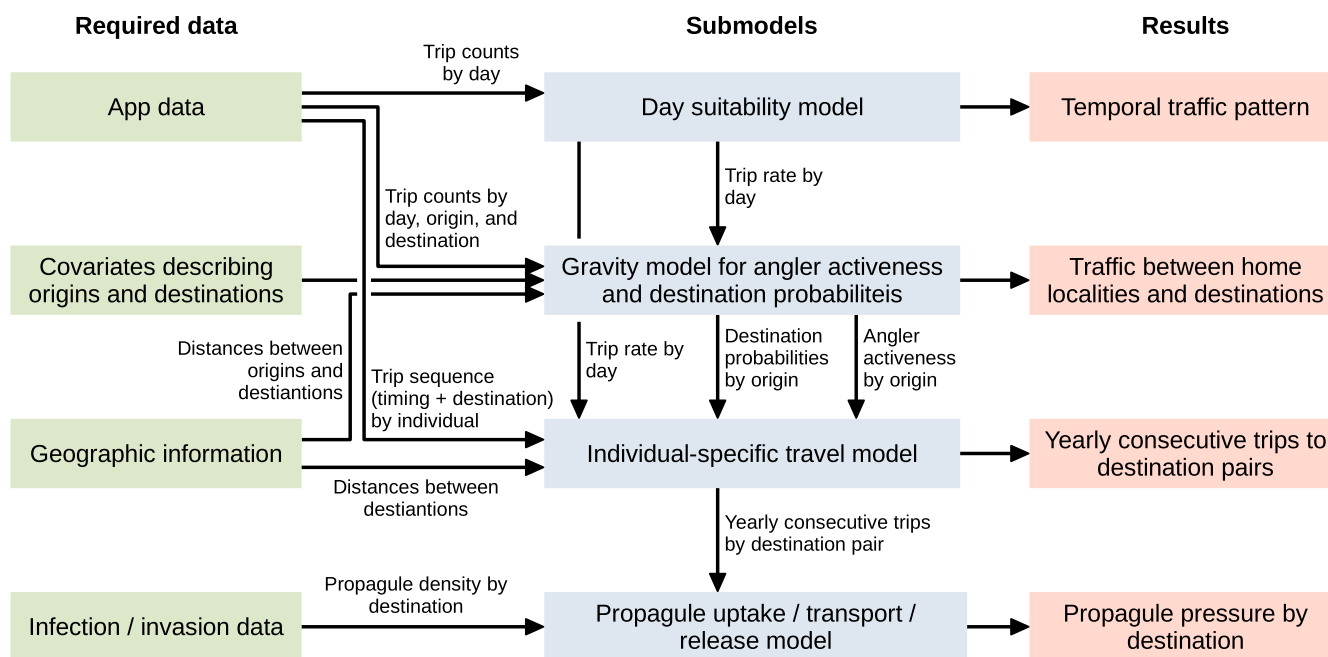 Required data
Submodels
Results
Trip counts
by day
App data
Day suitability model
Temporal traffic pattern
Trip rate by
day
Trip counts by
day, origin, and
destination
Covariates describing
origins and destinations
Gravity model for angler activeness
and destination probabiliteis
Traffic between home
localities and destinations
Distances between
origins and
destiantions
Trip rate by
day
Destination
probabilities
by origin
Angler
activeness
by origin
Trip sequence
(timing + destination)
by individual
Geographic information
Individual-specific travel model
Yearly consecutive trips to
destination pairs
Distances between
destiantions
Yearly consecutive trips
by destination pair
Propagule density by
destination
Infection / invasion data
Propagule uptake / transport /
release model
Propagule pressure by
destination